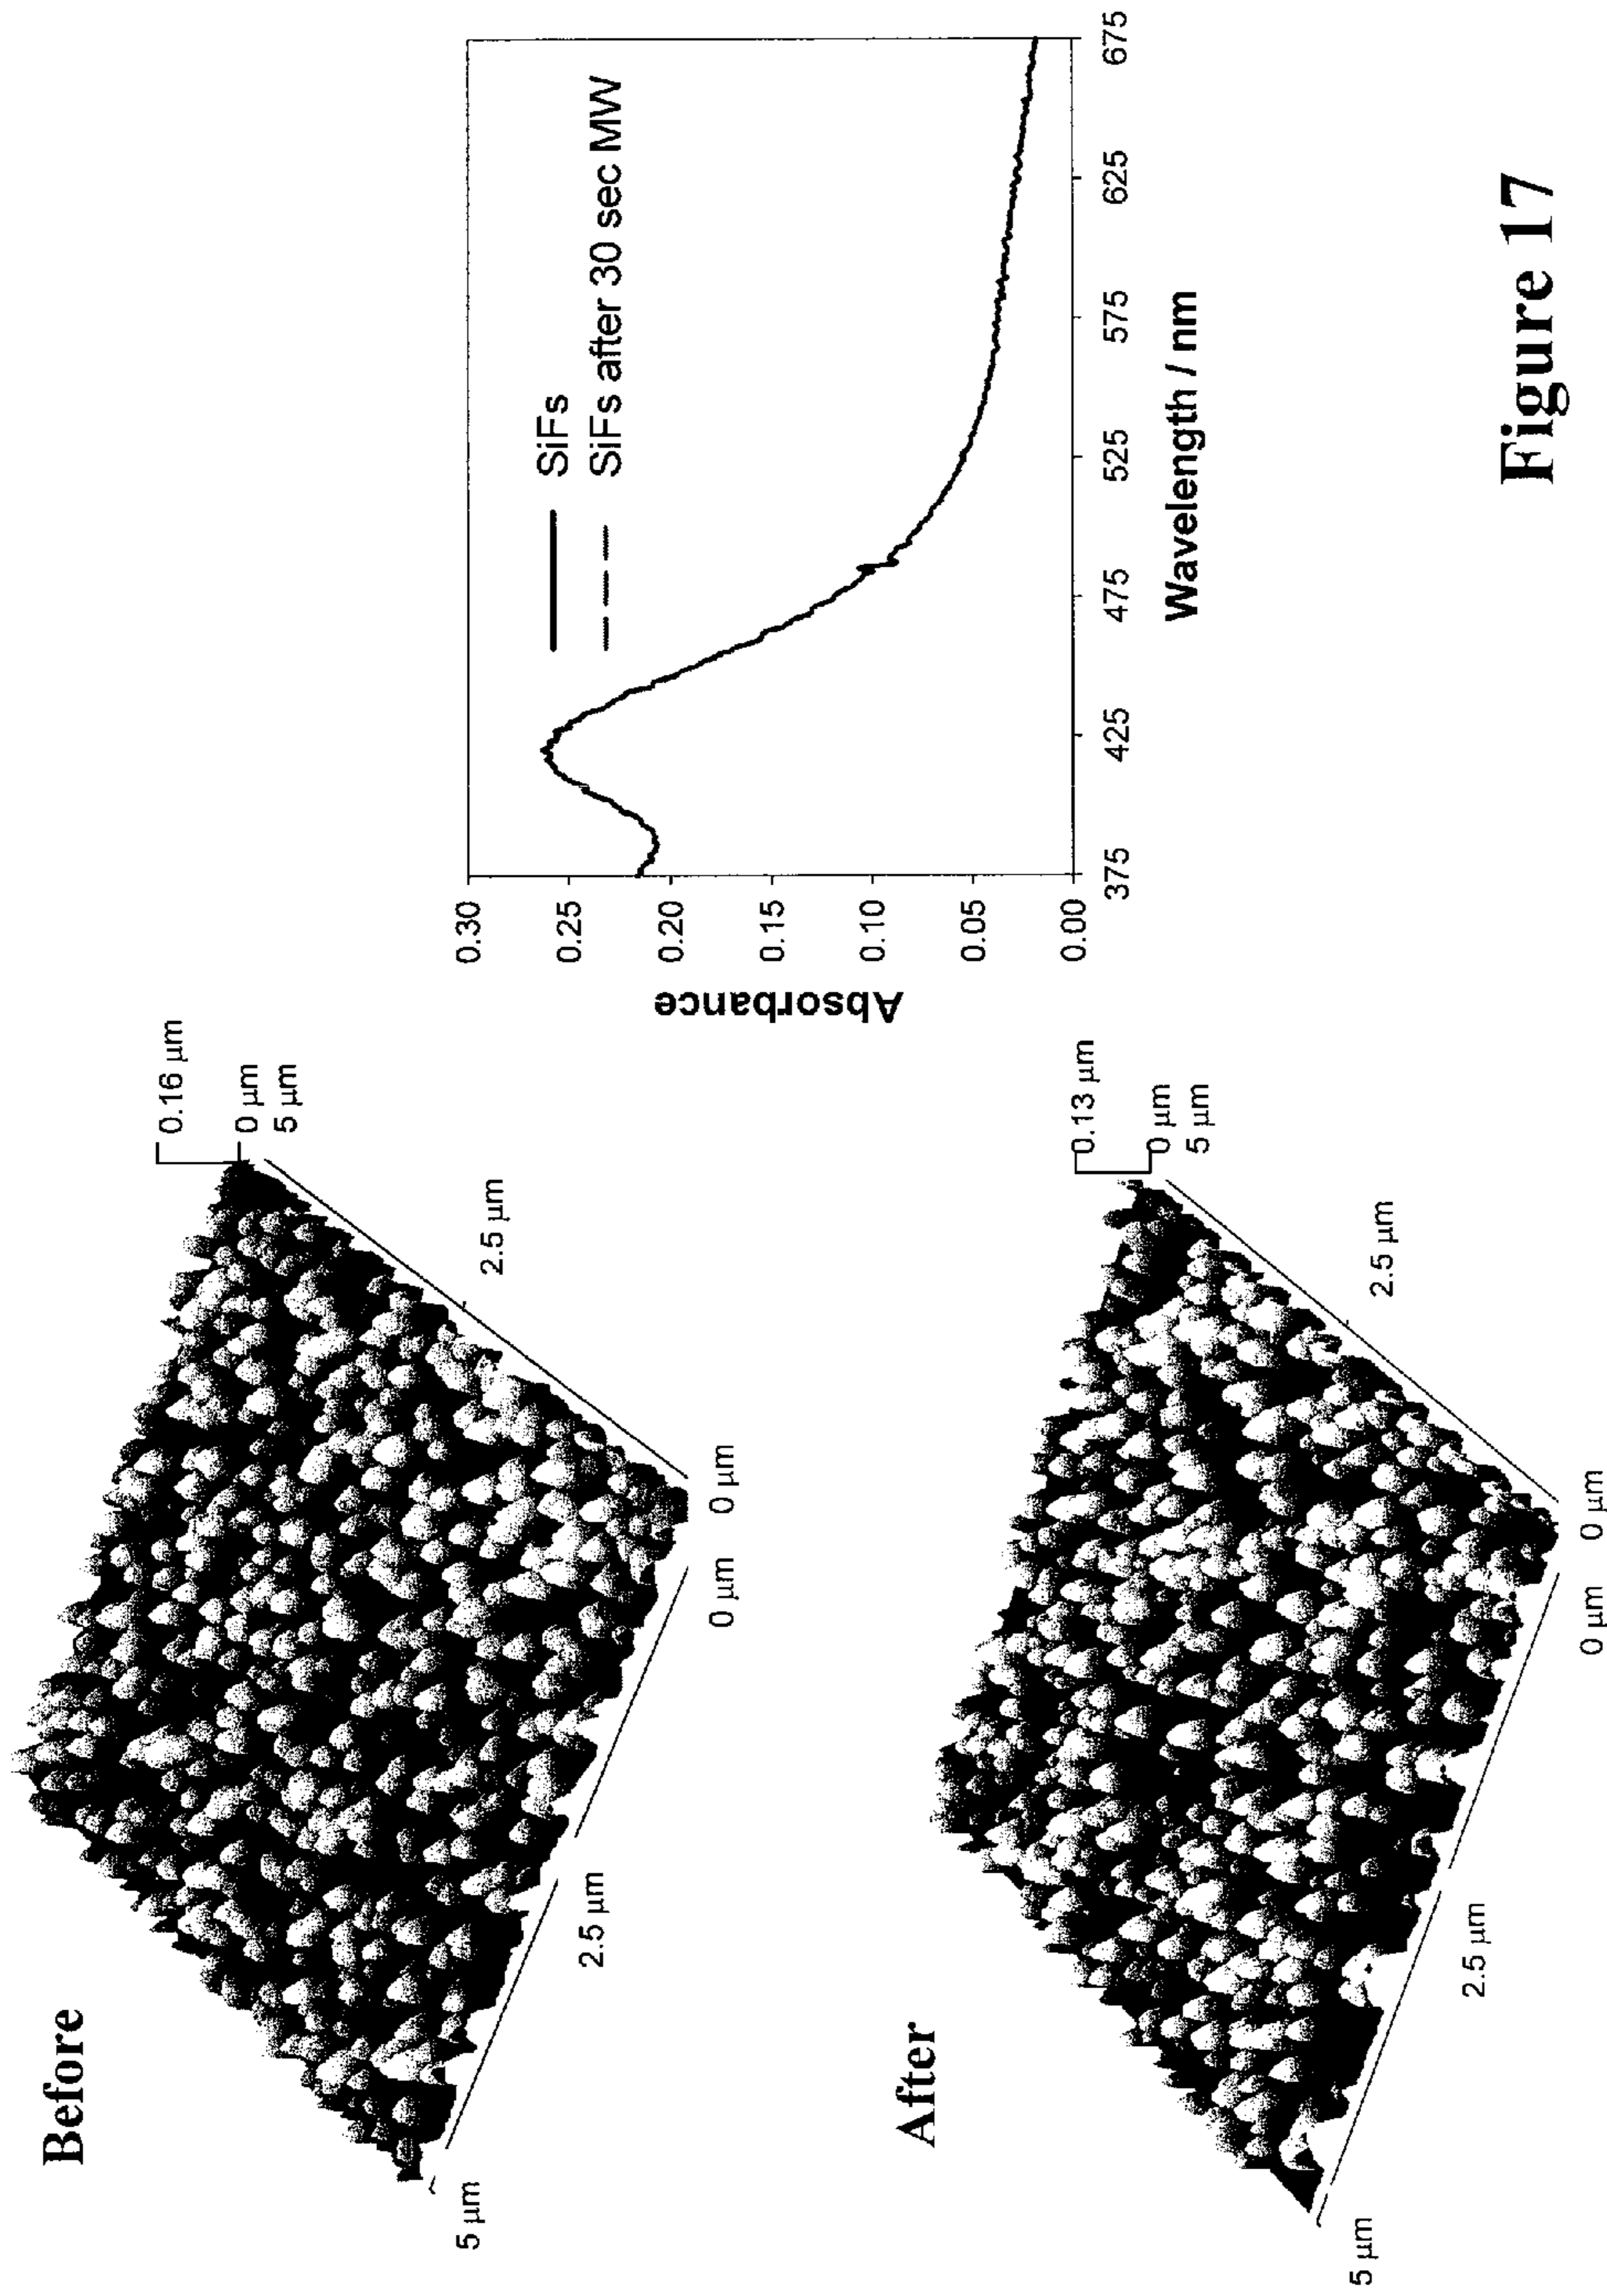 Before
0.16 µm
0 µm
5 µm
2.5 µm
0 µm
0 µm
2.5 µm
5 µm
After
0.13 µm
0 µm
5 µm
2.5 µm
0 µm
0 µm
2.5 µm
5 µm
Absorbance
0.30
0.25
0.20
0.15
0.10
0.05
0.00
SiFs
SiFs after 30 sec MW
375
425
475
525
575
625
675
Wavelength / nm
Figure 17